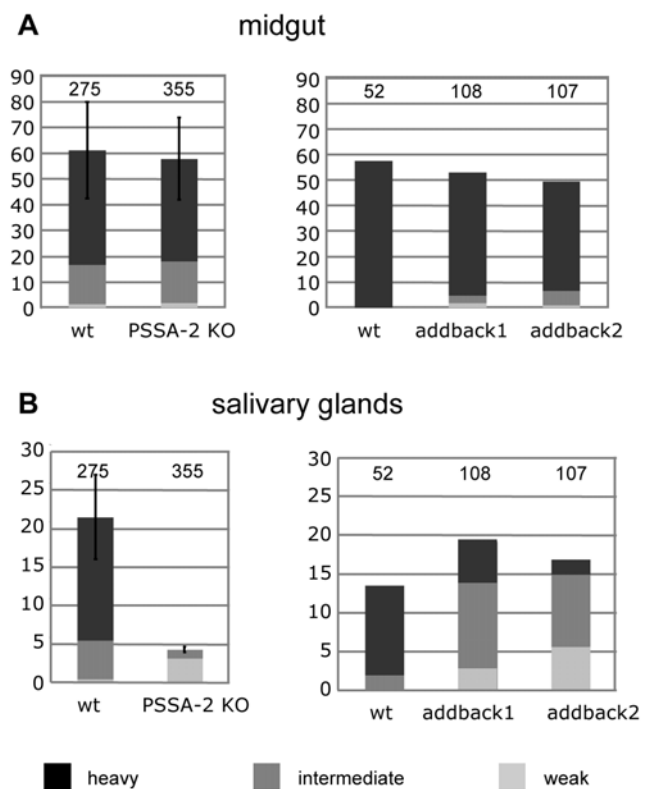 A midgut
90 275 355
80
70
60
50
40
30
20
10
0
wt PSSA-2 KO
90 52 108 107
80
70
60
50
40
30
20
10
0
wt addback1 addback2
B salivary glands
30 275 355
25
20
15
10
5
0
wt PSSA-2 KO
30 52 108 107
25
20
15
10
5
0
wt addback1 addback2
heavy intermediate weak